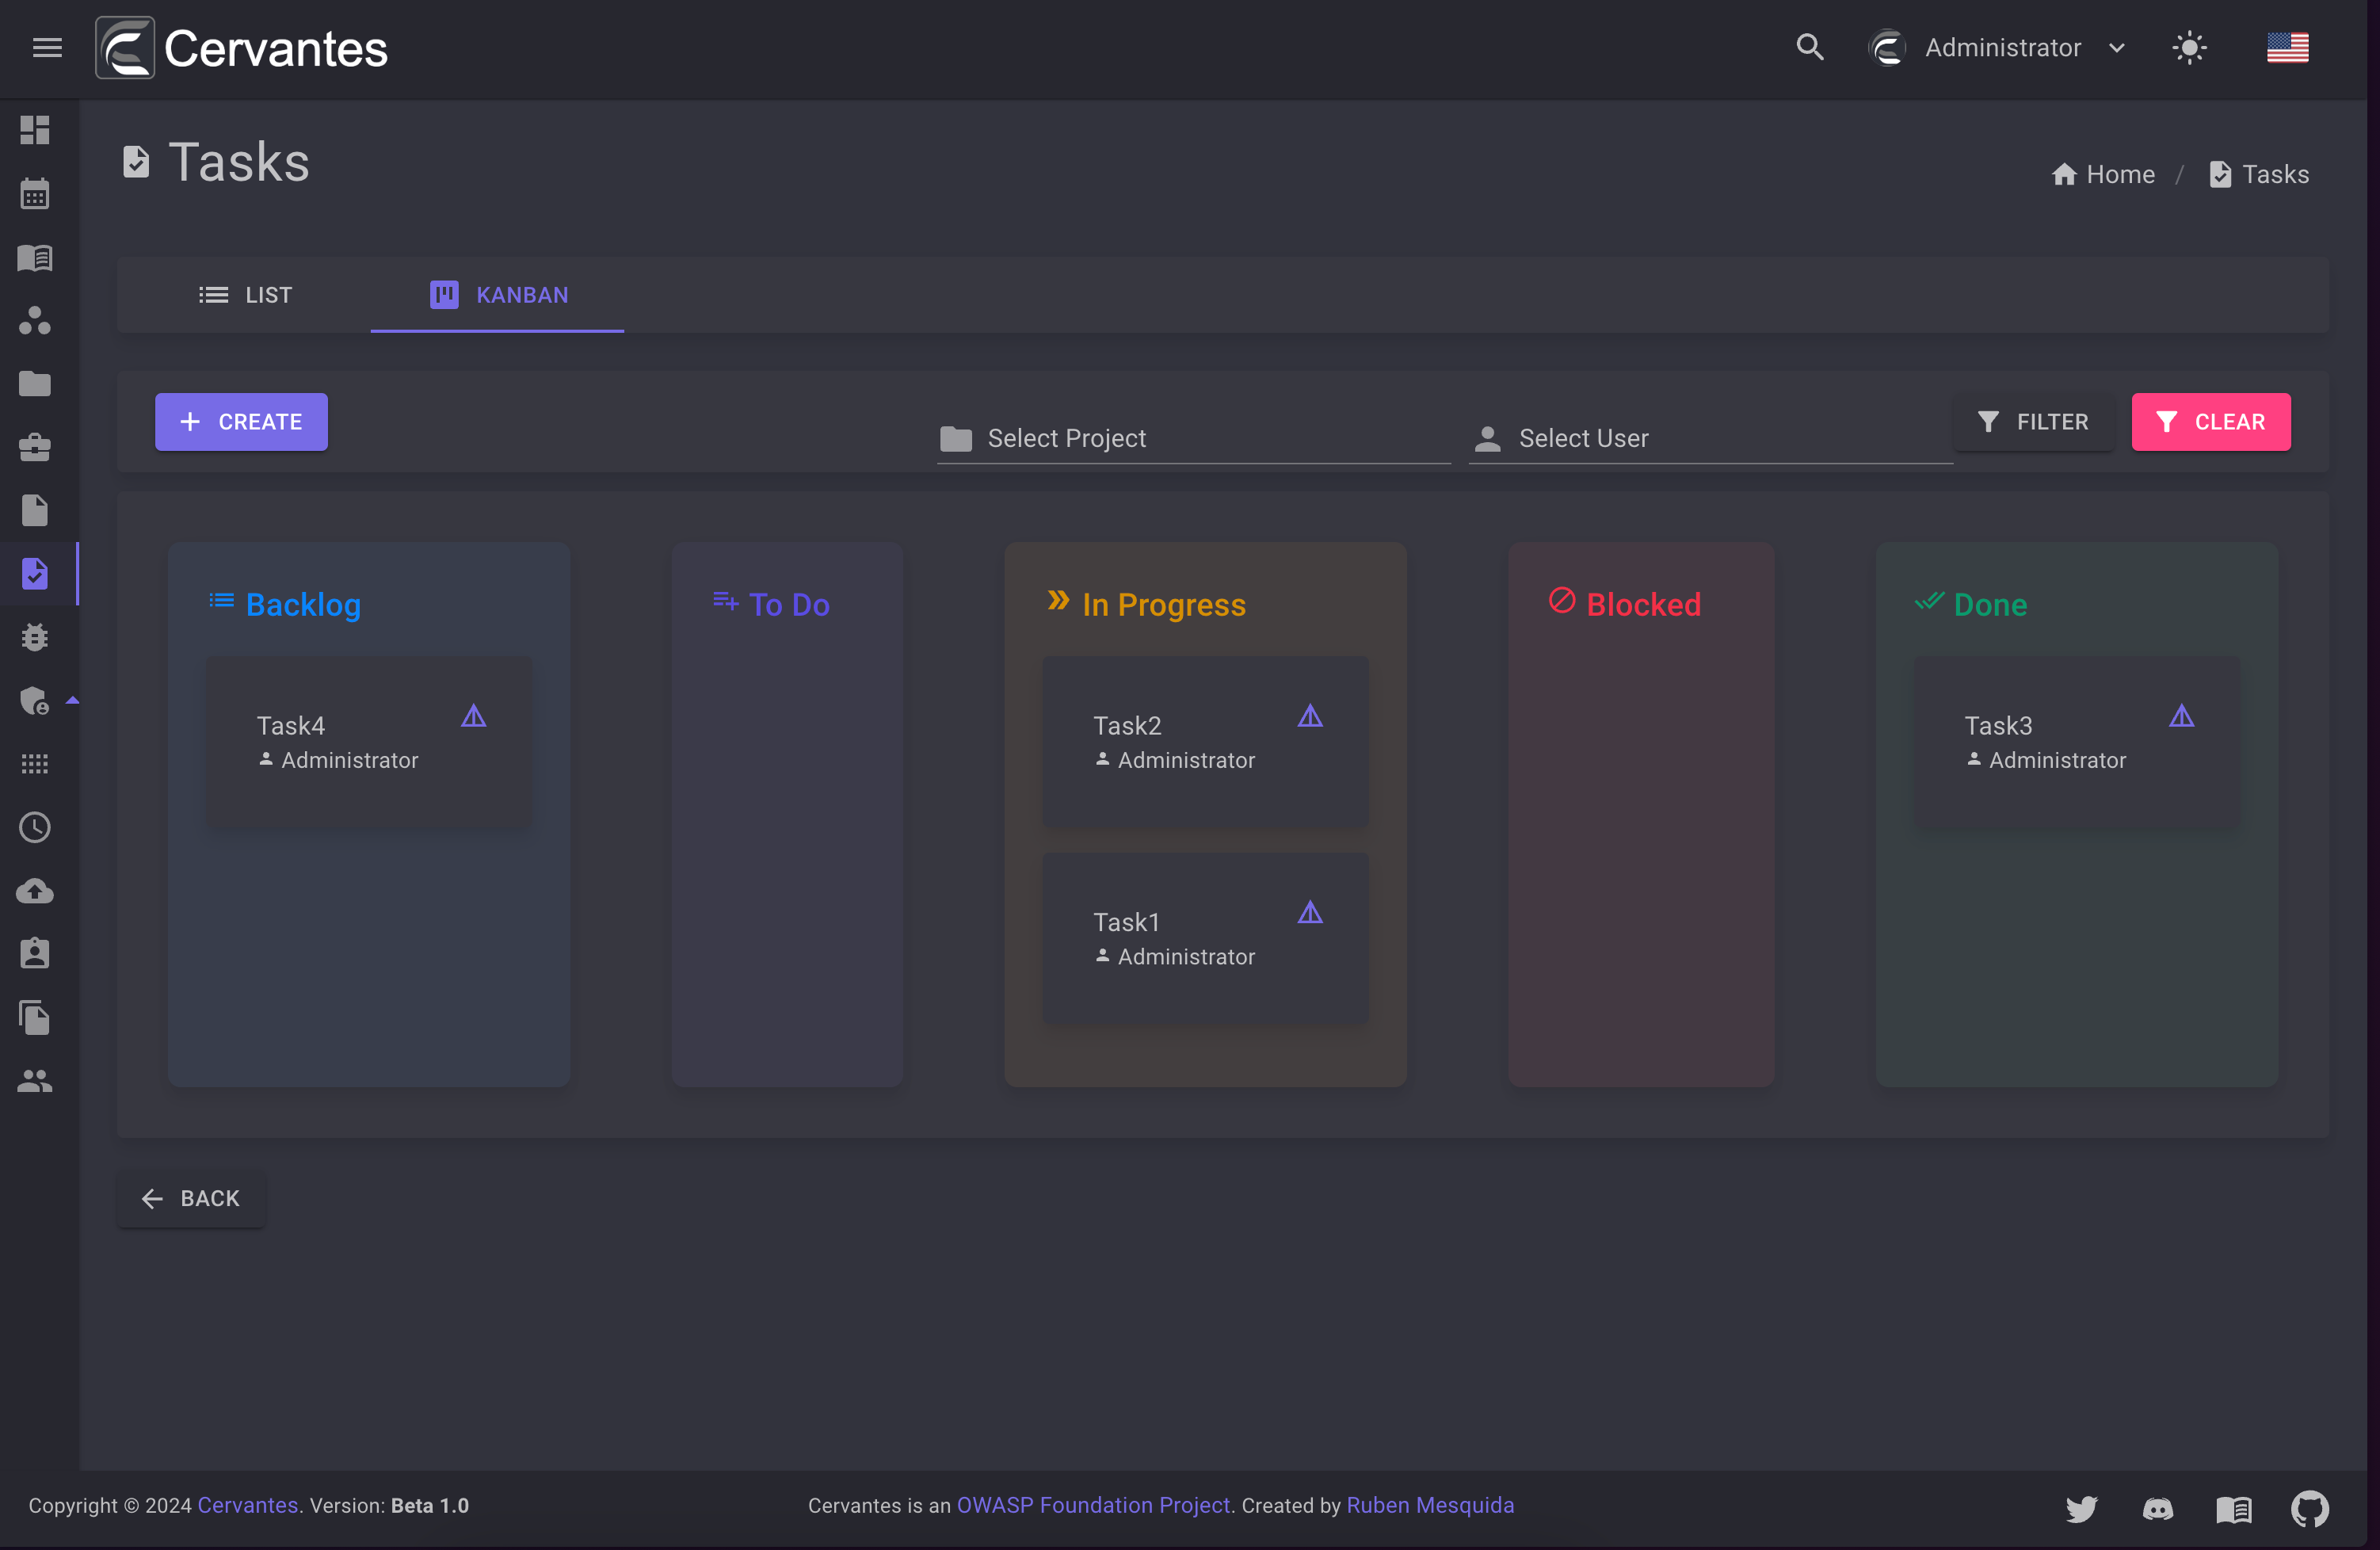 Cervantes
Administrator
Tasks
Home / Tasks
LIST
KANBAN
CREATE
Select Project
Select User
FILTER
CLEAR
Backlog
Task4
Administrator
To Do
In Progress
Task2
Administrator
Task1
Administrator
Blocked
Done
Task3
Administrator
BACK
Copyright © 2024 Cervantes. Version: Beta 1.0
Cervantes is an OWASP Foundation Project. Created by Ruben Mesquida